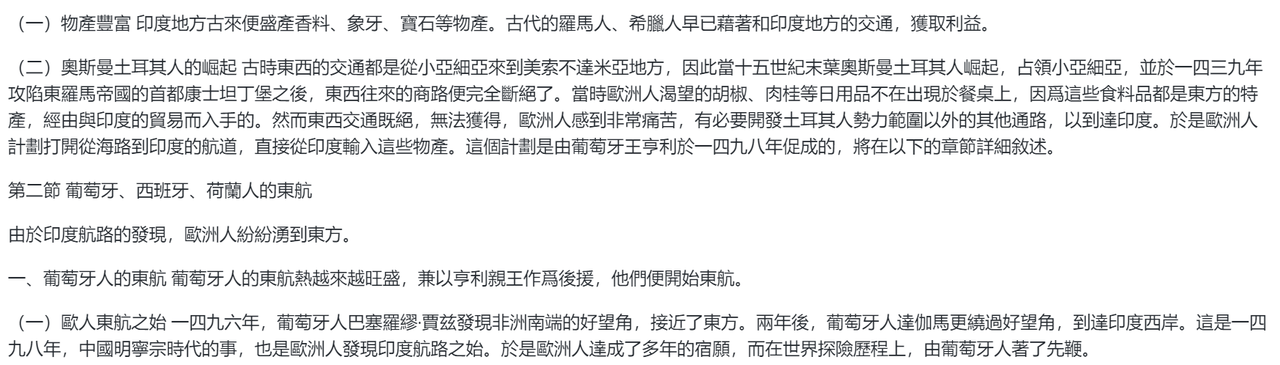 （一）物產豐富 印度地方古來便盛產香料、象牙、寶石等物產。古代的羅馬人、希臘人早已藉著和印度地方的交通，獲取利益。
（二）奧斯曼土耳其人的崛起 古時東西的交通都是從小亞細亞來到美索不達米亞地方，因此當十五世紀末葉奧斯曼土耳其人崛起，占領小亞細亞，並於一四三九年
攻陷東羅馬帝國的首都康士坦丁堡之後，東西往來的商路便完全斷絕了。當時歐洲人渴望的胡椒、肉桂等日用品不在出現於餐桌上，因爲這些食料品都是東方的特
產，經由與印度的貿易而入手的。然而東西交通既絕，無法獲得，歐洲人感到非常痛苦，有必要開發土耳其人勢力範圍以外的其他通路，以到達印度。於是歐洲人
計劃打開從海路到印度的航道，直接從印度輸入這些物產。這個計劃是由葡萄牙王亨利於一四九八年促成的，將在以下的章節詳細敘述。
第二節 葡萄牙、西班牙、荷蘭人的東航
由於印度航路的發現，歐洲人紛紛湧到東方。
一、葡萄牙人的東航 葡萄牙人的東航熱越來越旺盛，兼以亨利親王作爲後援，他們便開始東航。
（一）歐人東航之始 一四九六年，葡萄牙人巴塞羅繆·賈兹發現非洲南端的好望角，接近了東方。兩年後，葡萄牙人達伽馬更繞過好望角，到達印度西岸。這是一四
九八年，中國明寧宗時代的事，也是歐洲人發現印度航路之始。於是歐洲人達成了多年的宿願，而在世界探險歷程上，由葡萄牙人著了先鞭。